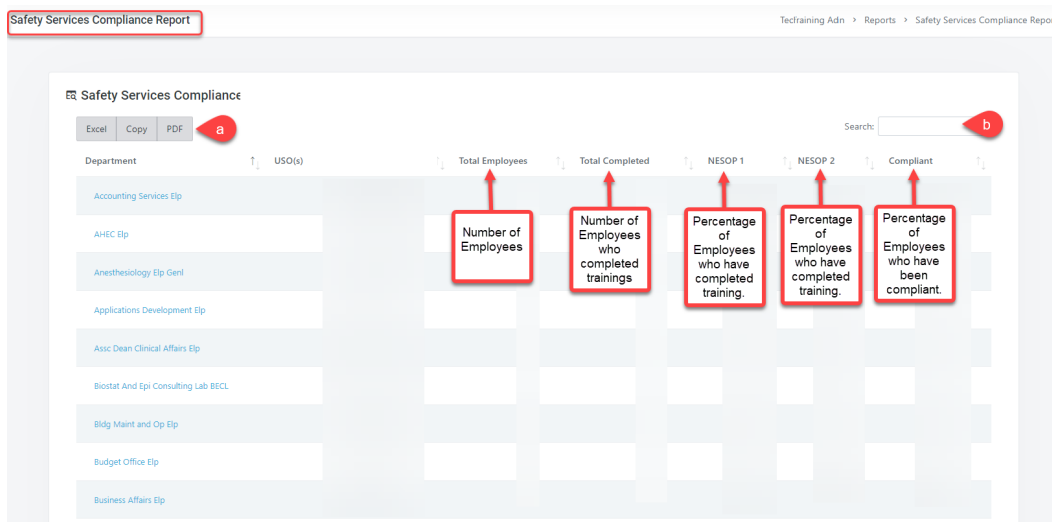 Safety Services Compliance Report
Tecfraining Adn > Reports > Safety Services Compliance Repor
Safety Services Compliance
Excel Copy PDF
a
Search:
b
Department USO(s) Total Employees Total Completed NESOP 1 NESOP 2 Compliant
Accounting Services Elp
AHEC Elp
Anesthesiology Elp Genl
Applications Development Elp
Assc Dean Clinical Affairs Elp
Biostat And Epi Consulting Lab BECL
Bldg Maint and Op Elp
Budget Office Elp
Business Affairs Elp
Number of
Employees
Number of
Employees
who
completed
trainings
Percentage
of
Employees
who have
completed
training.
Percentage
of
Employees
who have
completed
training.
Percentage
of
Employees
who have
been
compliant.